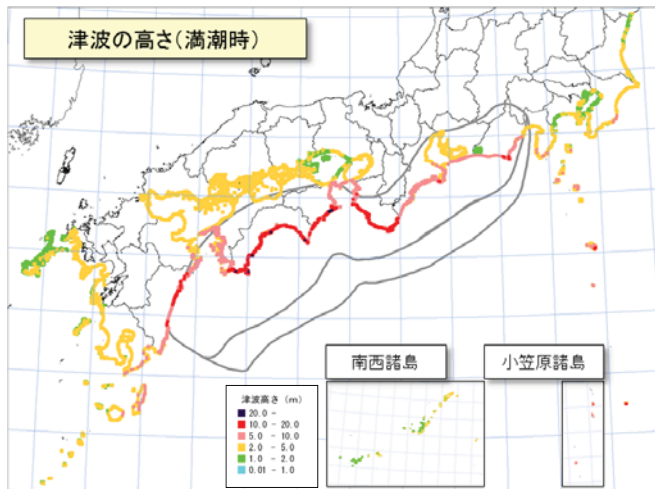 津波の高さ(満潮時)
南西諸島
小笠原諸島
津波高さ (m)
20.0 -
10.0 - 20.0
5.0 - 10.0
2.0 - 5.0
1.0 - 2.0
0.01 - 1.0